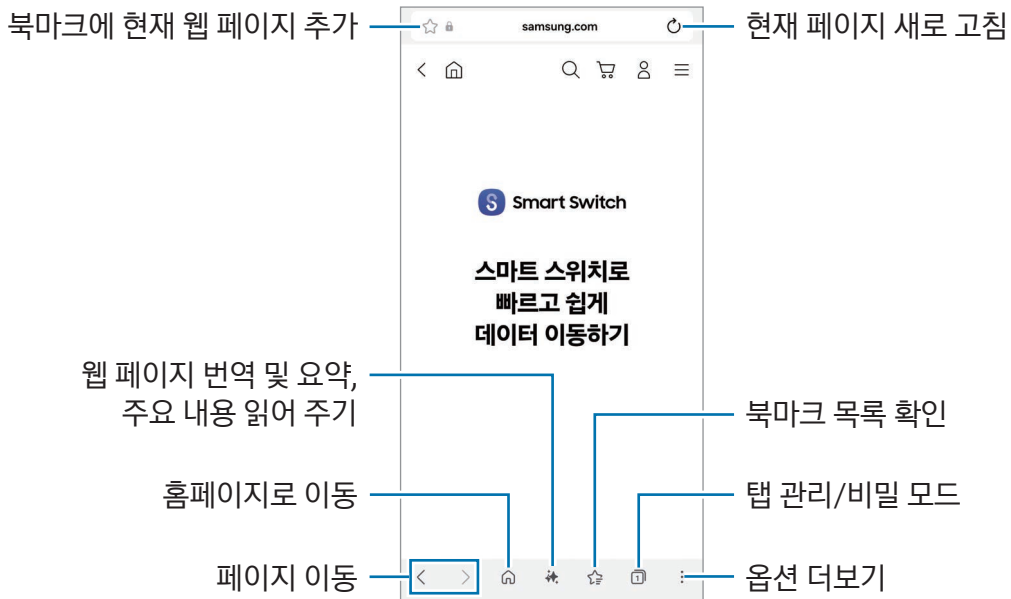 북마크에 현재 웹 페이지 추가
samsung.com
현재 페이지 새로 고침
S Smart Switch
스마트 스위치로
빠르고 쉽게
데이터 이동하기
웹 페이지 번역 및 요약,
주요 내용 읽어 주기
북마크 목록 확인
홈페이지로 이동
탭 관리/비밀 모드
페이지 이동
1
옵션 더보기